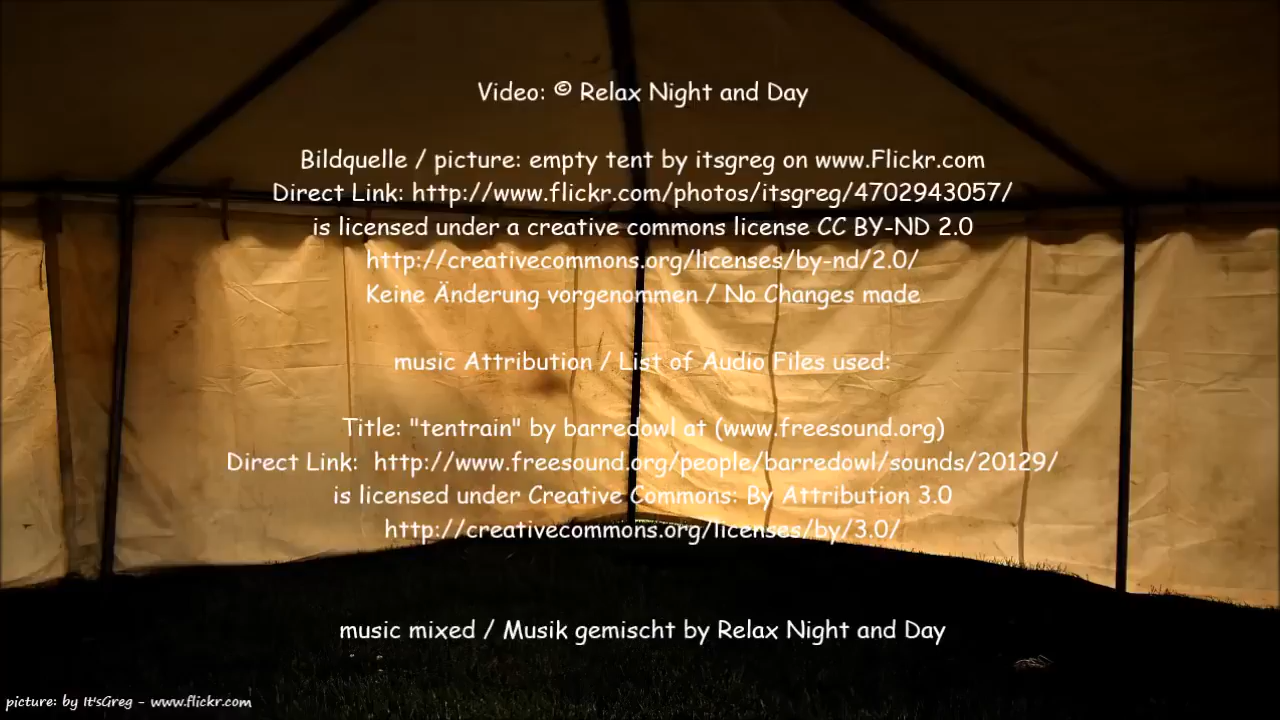 Video: © Relax Night and Day
Bildquelle / picture: empty tent by itsgreg on www.Flickr.com
Direct Link: http://www.flickr.com/photos/itsgreg/4702943057/
is licensed under a creative commons license CC BY-ND 2.0
http://creativecommons.org/licenses/by-nd/2.0/
Keine Änderung vorgenommen / No Changes made
music Attribution / List of Audio Files used:
Title: "tentrain" by barredowl at (www.freesound.org)
Direct Link:  http://www.freesound.org/people/barredowl/sounds/20129/
is licensed under Creative Commons: By Attribution 3.0
http://creativecommons.org/licenses/by/3.0/
music mixed / Musik gemischt by Relax Night and Day
picture: by It'sGreg - www.flickr.com